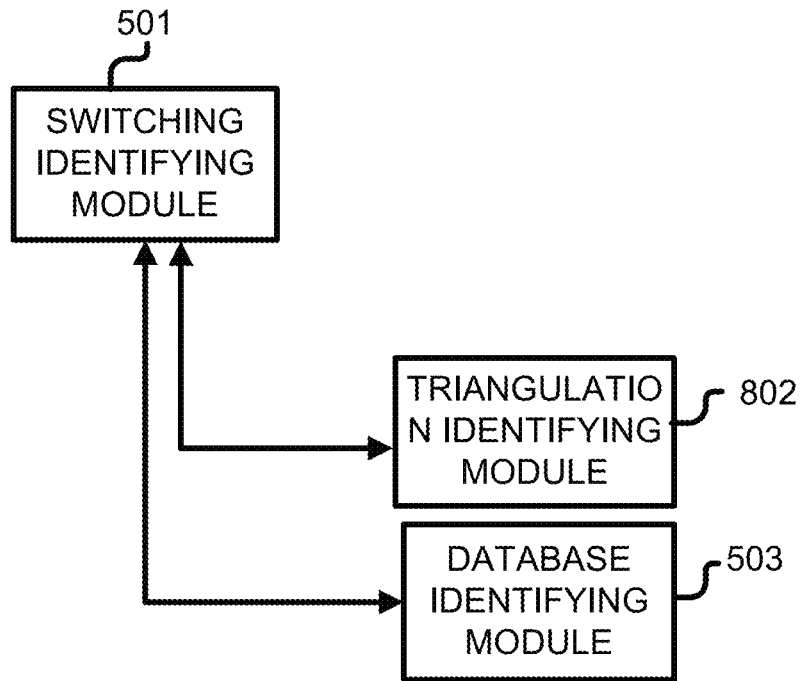 501
SWITCHING
IDENTIFYING
MODULE
TRIANGULATIO
N IDENTIFYING
MODULE
802
DATABASE
IDENTIFYING
MODULE
503